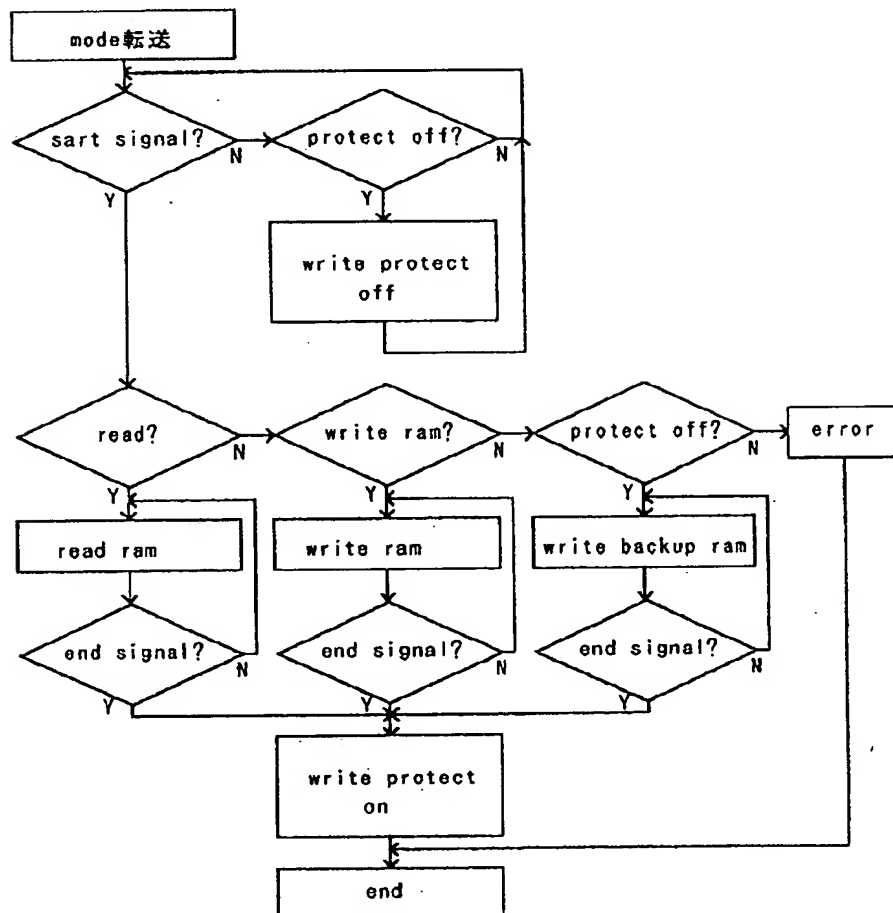 mode転送
sart signal?
N
protect off?
N
Y
Y
write protect
off
read?
N
write ram?
N
protect off?
N
error
Y
Y
Y
read ram
write ram
write backup ram
end signal?
N
end signal?
N
end signal?
N
Y
Y
Y
write protect
on
end